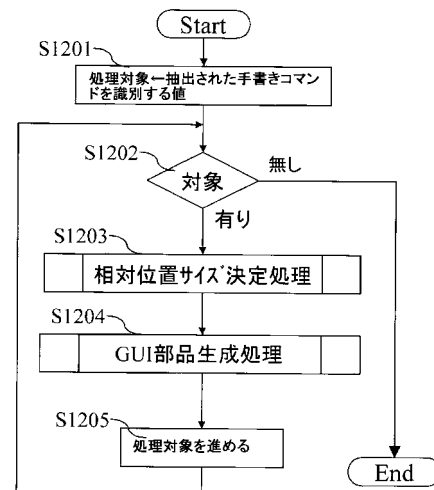 Start
S1201
処理対象←抽出された手書きコマン
ドを識別する値
S1202
対象
無し
有り
S1203
相対位置サイズ決定処理
S1204
GUI部品生成処理
S1205
処理対象を進める
End